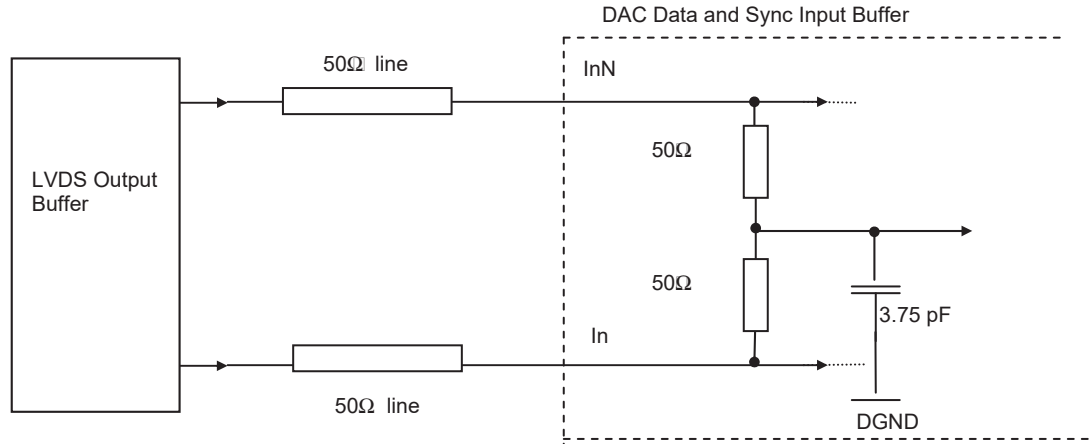 DAC Data and Sync Input Buffer
50Ω line
InN
50Ω
LVDS Output
Buffer
50Ω
3.75 pF
In
50Ω line
DGND